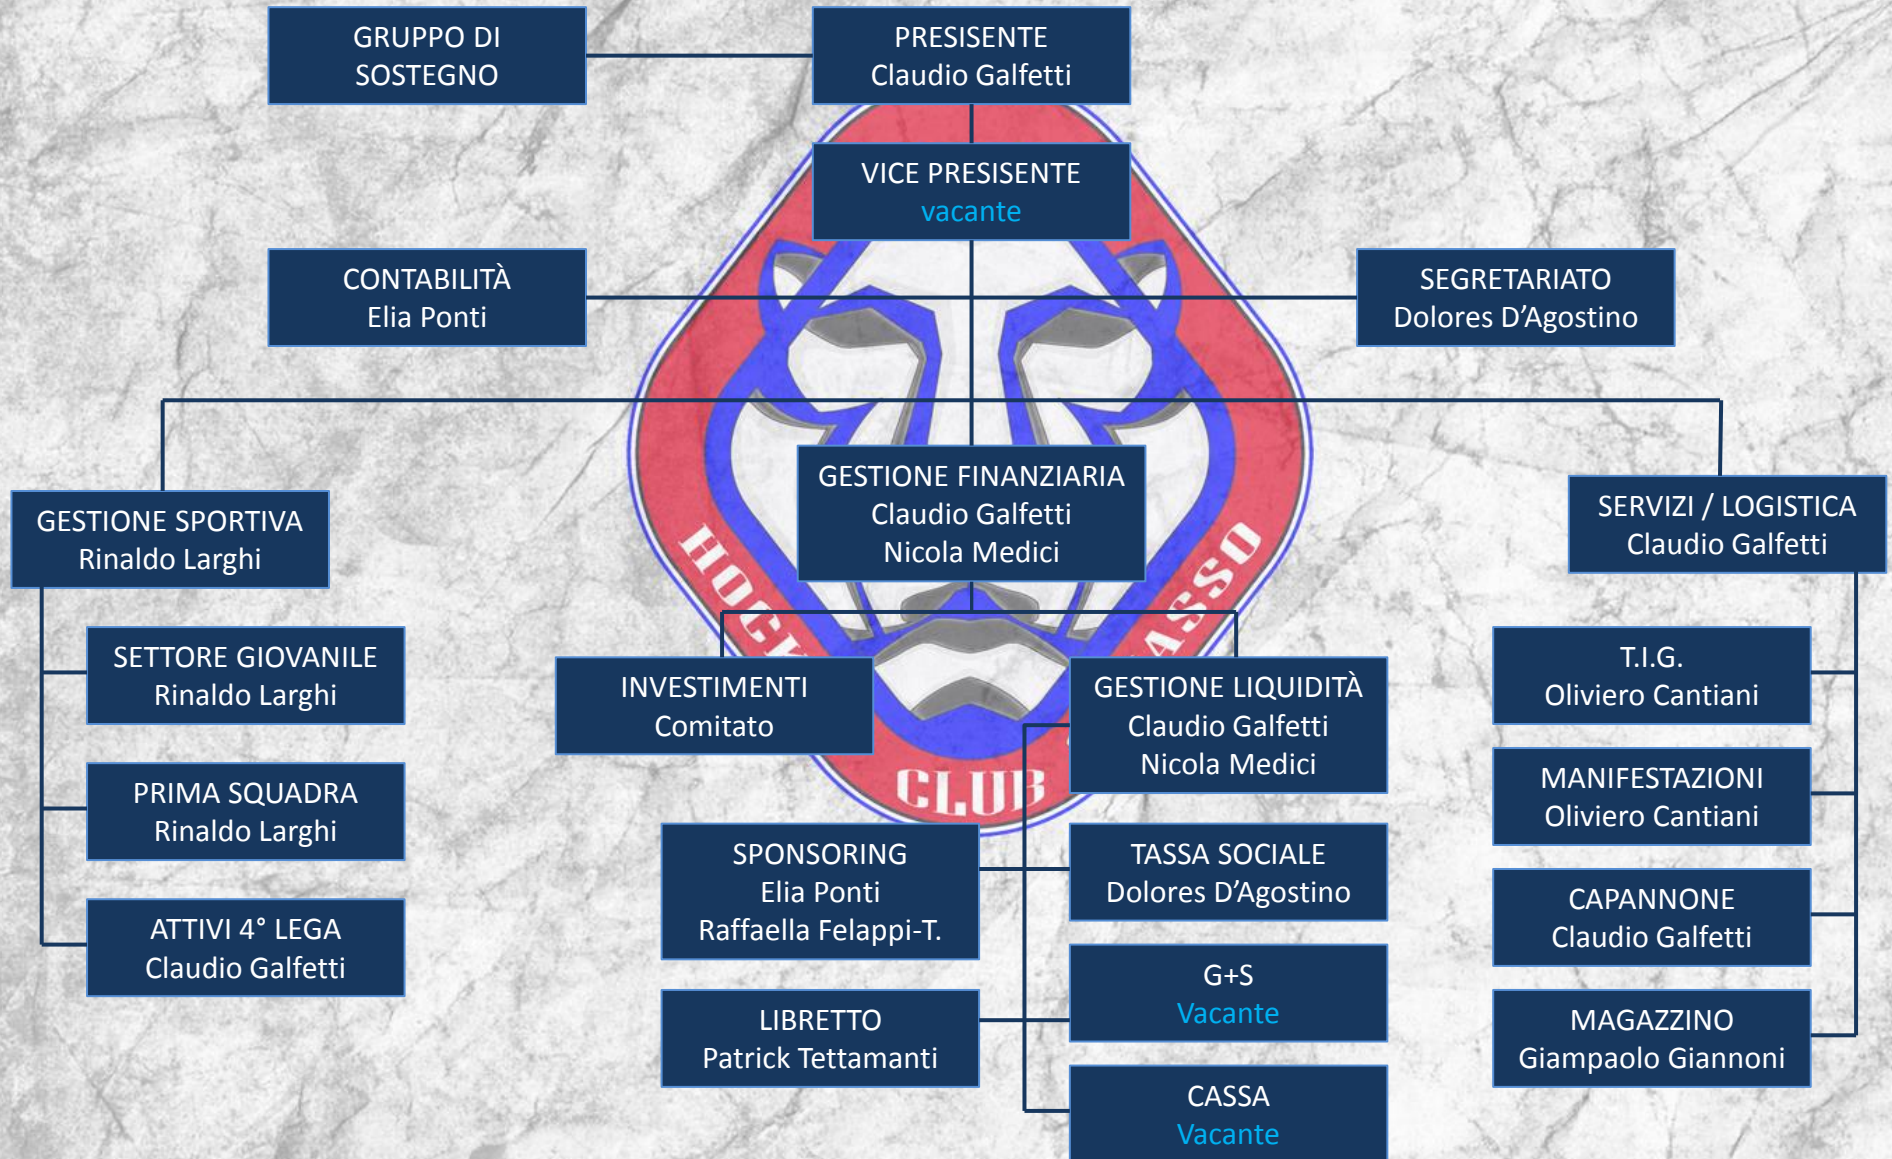 GRUPPO DI
SOSTEGNO
PRESISENTE
Claudio Galfetti
VICE PRESISENTE
vacante
CONTABILITÀ
Elia Ponti
SEGRETARIATO
Dolores D'Agostino
GESTIONE SPORTIVA
Rinaldo Larghi
GESTIONE FINANZIARIA
Claudio Galfetti
Nicola Medici
SERVIZI / LOGISTICA
Claudio Galfetti
SETTORE GIOVANILE
Rinaldo Larghi
PRIMA SQUADRA
Rinaldo Larghi
ATTIVI 4° LEGA
Claudio Galfetti
INVESTIMENTI
Comitato
GESTIONE LIQUIDITÀ
Claudio Galfetti
Nicola Medici
SPONSORING
Elia Ponti
Raffaella Felappi-T.
TASSA SOCIALE
Dolores D'Agostino
LIBRETTO
Patrick Tettamanti
G+S
Vacante
CASSA
Vacante
T.I.G.
Oliviero Cantiani
MANIFESTAZIONI
Oliviero Cantiani
CAPANNONE
Claudio Galfetti
MAGAZZINO
Giampaolo Giannoni
CLUB